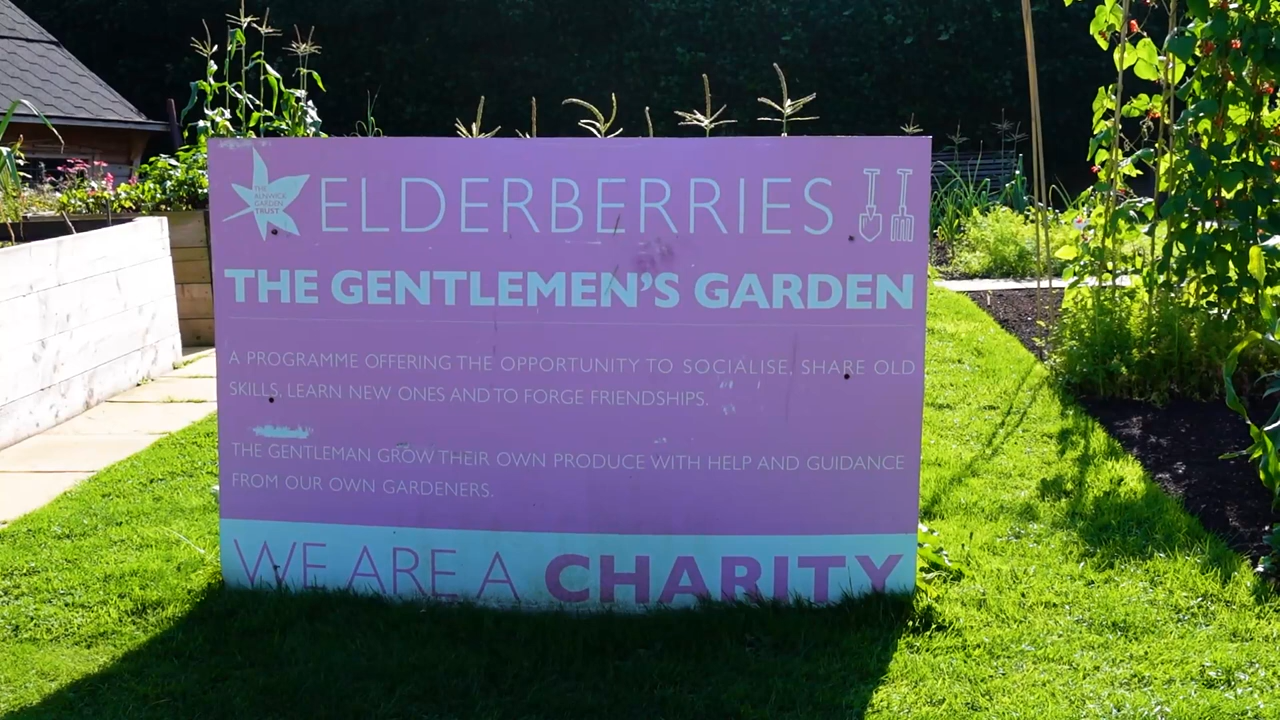 THE
RENWICK
GARDEN
TRUST
ELDERBERRIES
THE GENTLEMEN'S GARDEN
A PROGRAMME OFFERING THE OPPORTUNITY TO SOCIALISE, SHARE OLD
SKILLS, LEARN NEW ONES AND TO FORGE FRIENDSHIPS.
THE GENTLEMAN GROW THEIR OWN PRODUCE WITH HELP AND GUIDANCE
FROM OUR OWN GARDENERS.
WE ARE A CHARITY